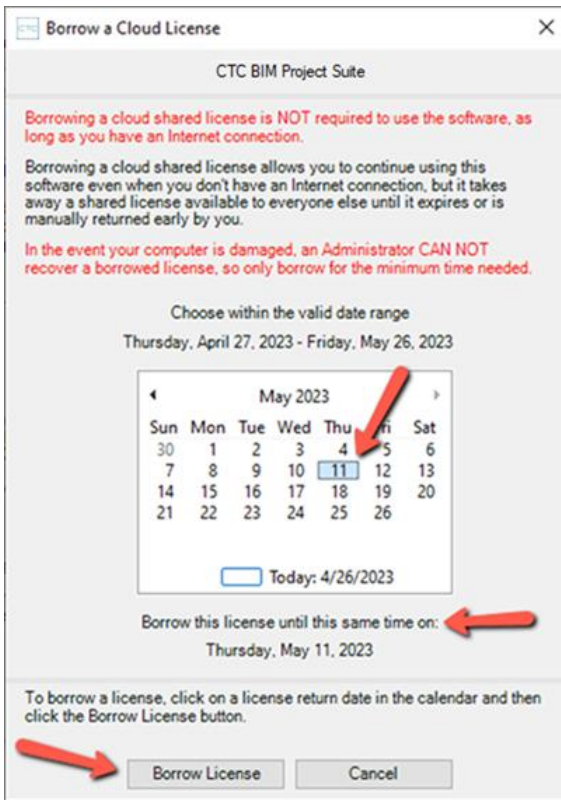 CTC Borrow a Cloud License
CTC BIM Project Suite
Borrowing a cloud shared license is NOT required to use the software, as
long as you have an Internet connection.
Borrowing a cloud shared license allows you to continue using this
software even when you don't have an Internet connection, but it takes
away a shared license available to everyone else until it expires or is
manually returned early by you.
In the event your computer is damaged, an Administrator CAN NOT
recover a borrowed license, so only borrow for the minimum time needed.
Choose within the valid date range
Thursday, April 27, 2023 - Friday, May 26, 2023
May 2023
Sun Mon Tue Wed Thu Fri Sat
30 1 2 3 4 5 6
7 8 9 10 11 12 13
14 15 16 17 18 19 20
21 22 23 24 25 26
Today: 4/26/2023
Borrow this license until this same time on:
Thursday, May 11, 2023
To borrow a license, click on a license return date in the calendar and then
click the Borrow License button.
Borrow License Cancel